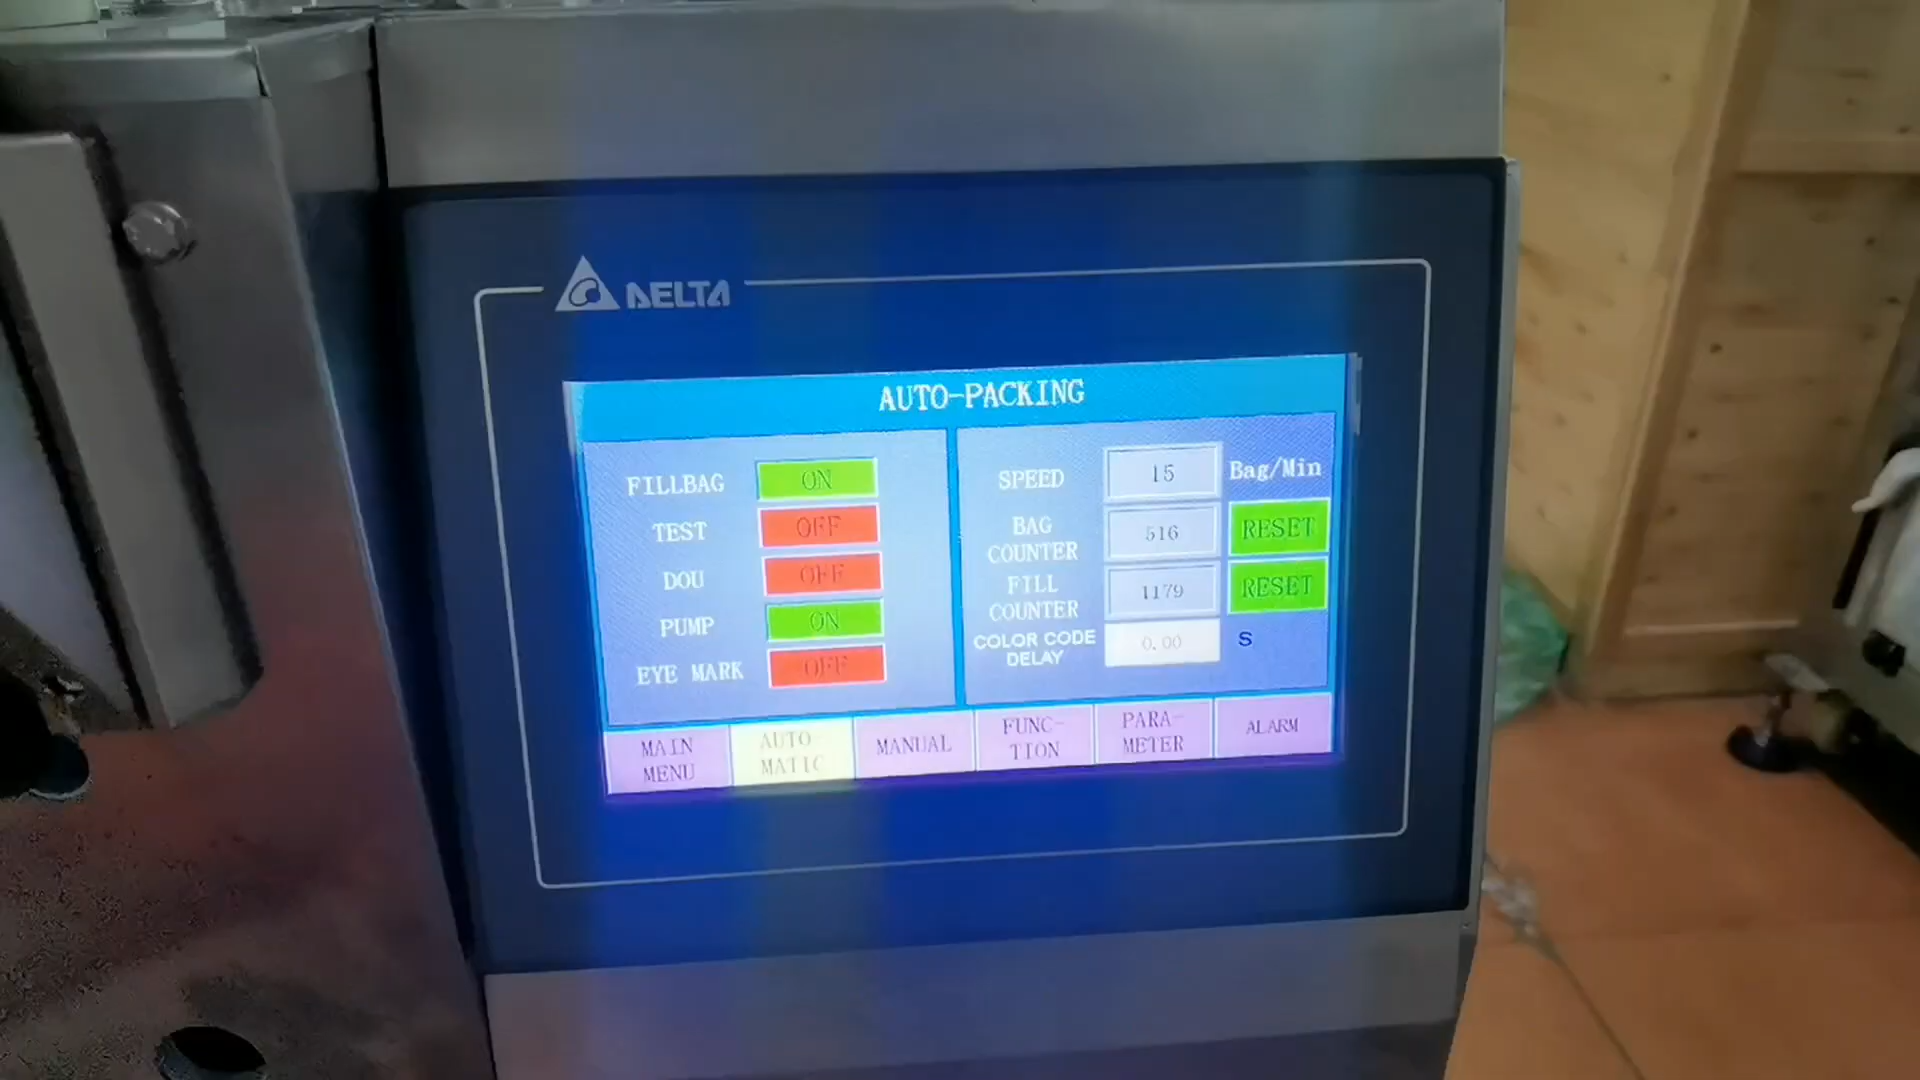 DELTA
AUTO-PACKING
FILLBAG ON
TEST OFF
DOU OFF
PUMP ON
EYE MARK OFF
SPEED 15 Bag/Min
BAG
COUNTER 516 RESET
FILL
COUNTER 1179 RESET
COLOR CODE
DELAY 0.00 S
MAIN
MENU
AUTO
MATIC
MANUAL
FUNC-
TION
PARA-
METER
ALARM